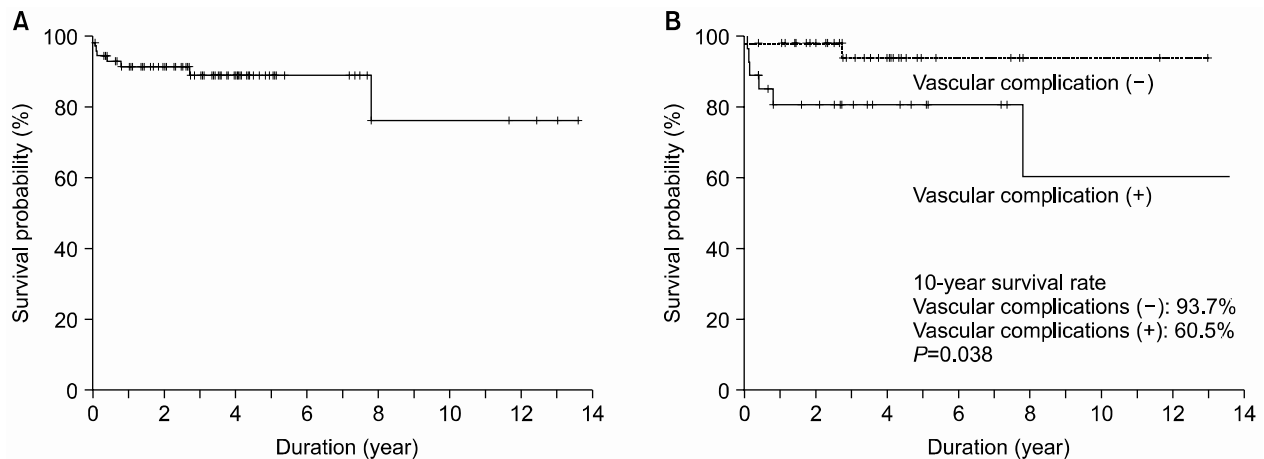 A
100
80
60
40
20
0
Survival probability (%)
0 2 4 6 8 10 12 14
Duration (year)
B
100
80
60
40
20
0
Survival probability (%)
Vascular complication (−)
Vascular complication (+)
10-year survival rate
Vascular complications (−): 93.7%
Vascular complications (+): 60.5%
P=0.038
0 2 4 6 8 10 12 14
Duration (year)